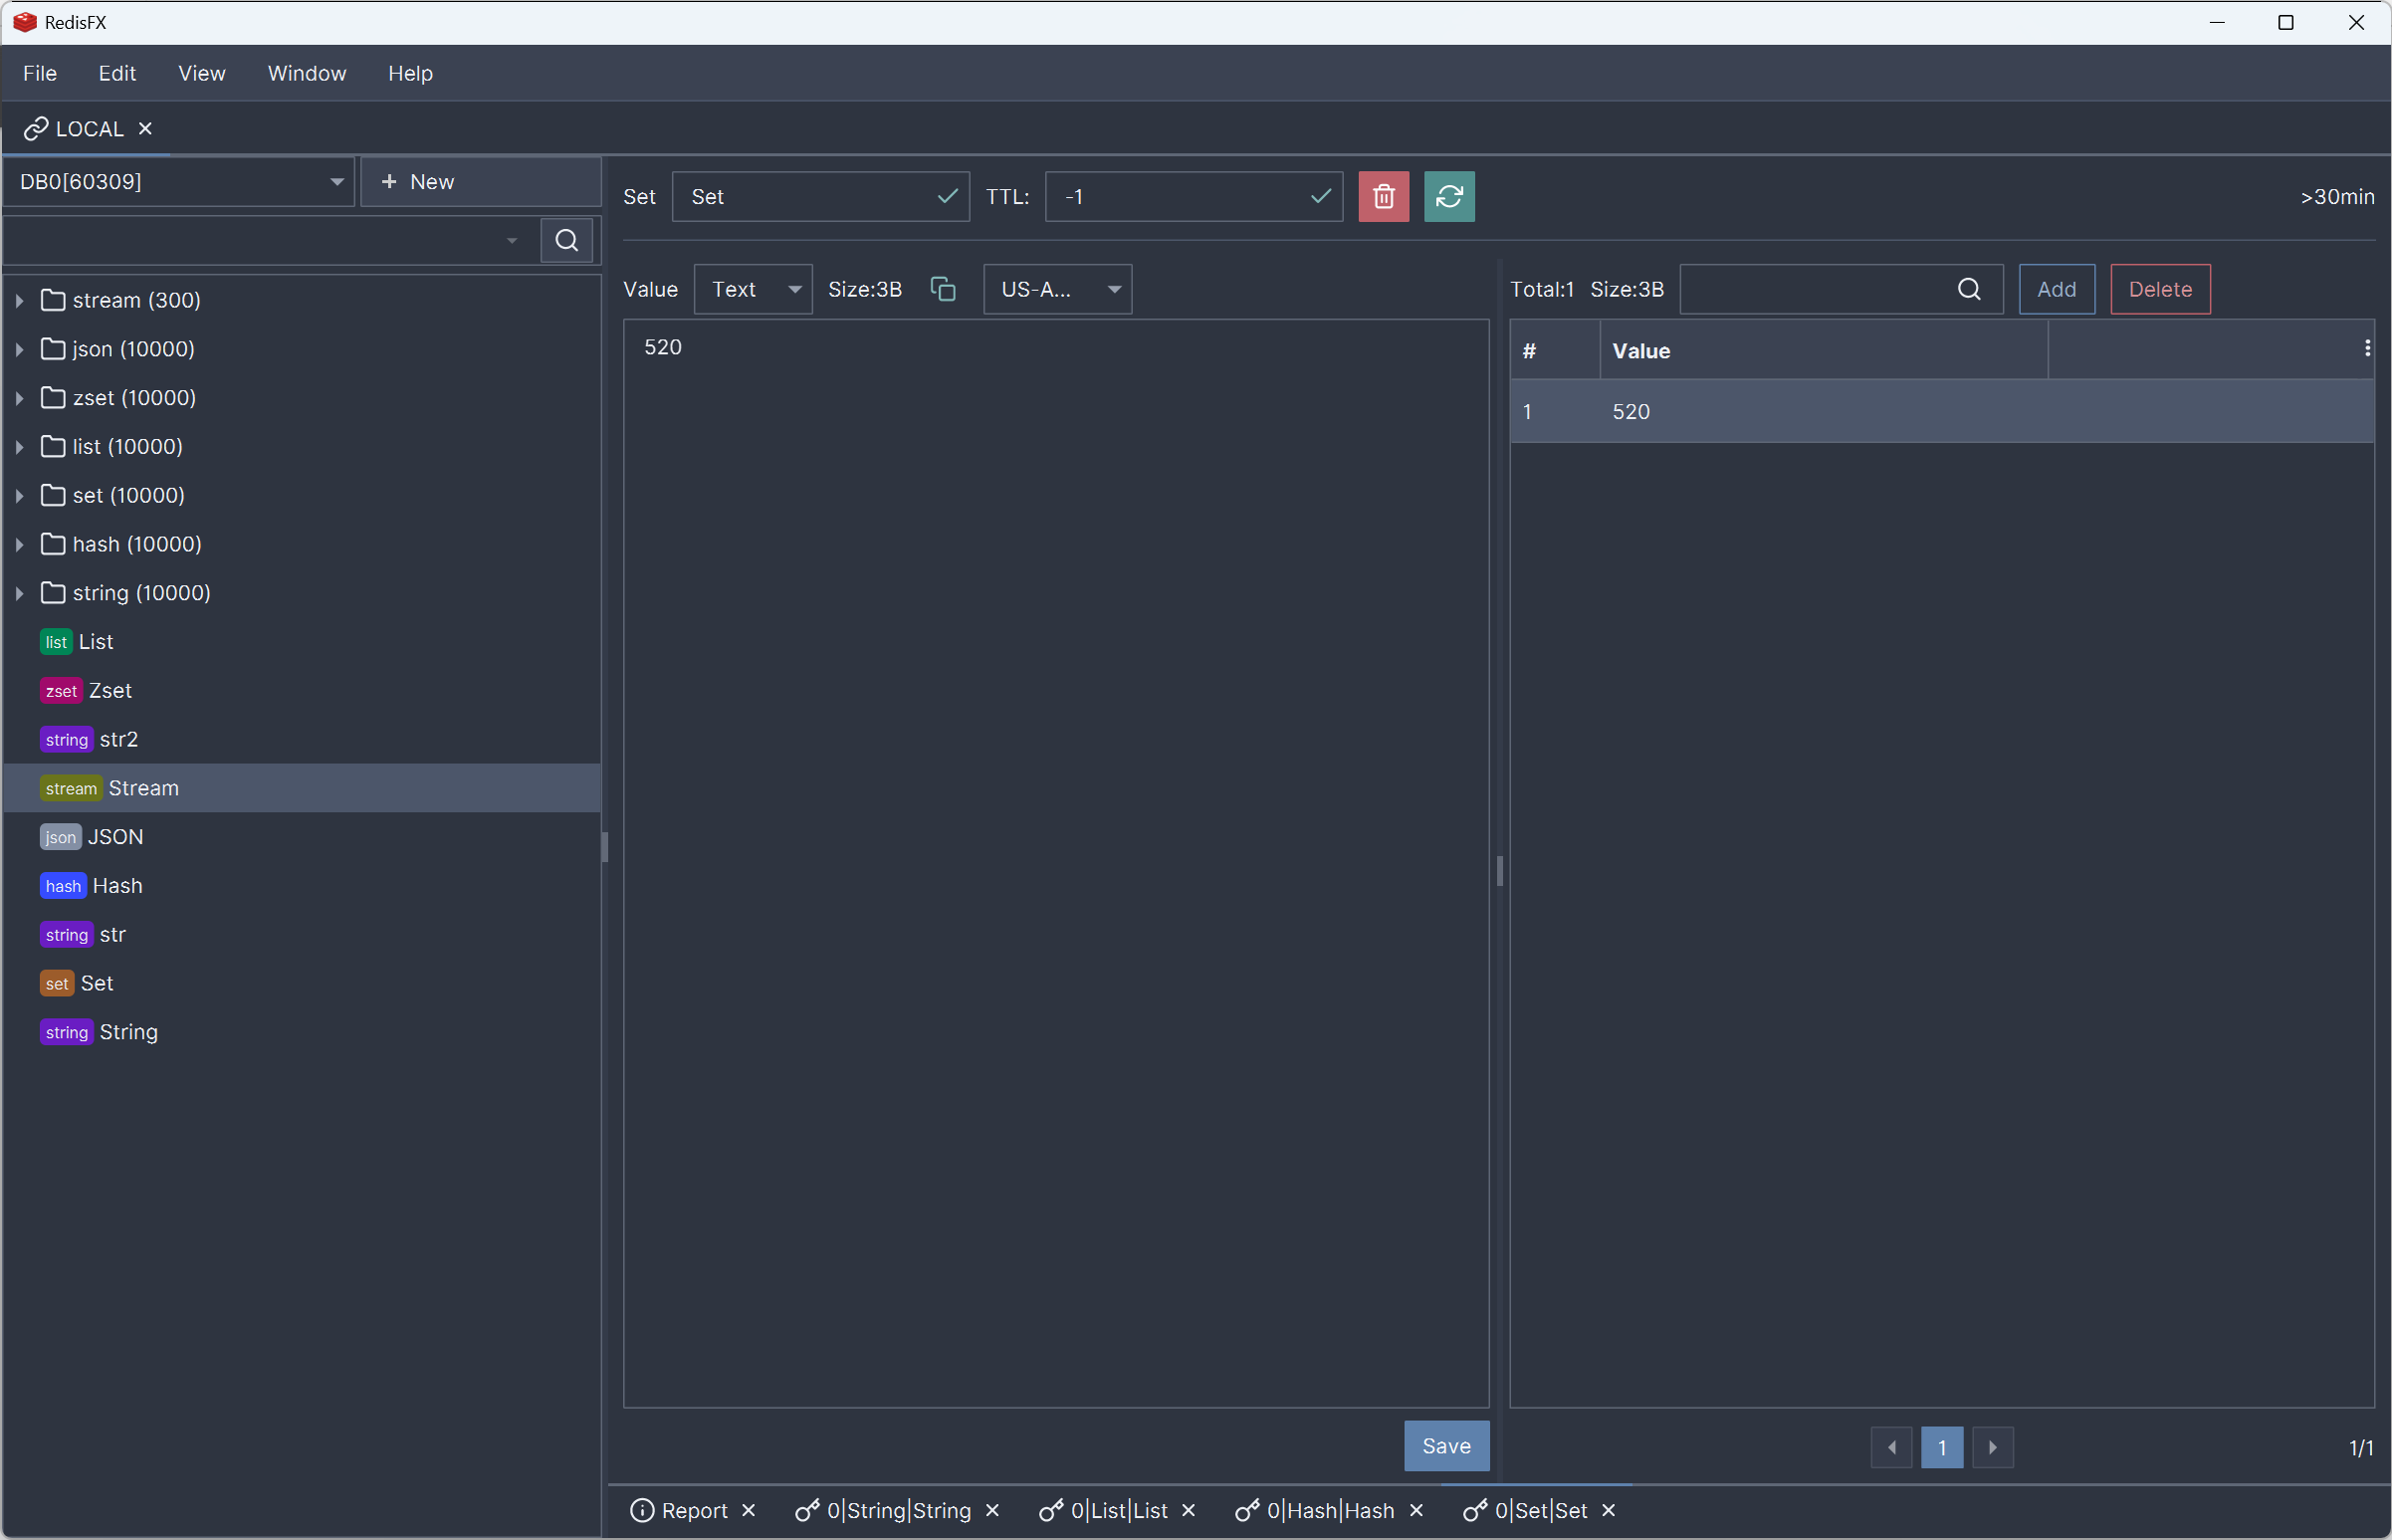 RedisFX
File Edit View Window Help
LOCAL
DB0[60309] + New
Set Set TTL: -1 >30min
Value Text Size:3B US-A... Total:1 Size:3B Add Delete
# Value
1 520
520
stream (300)
json (10000)
zset (10000)
list (10000)
set (10000)
hash (10000)
string (10000)
list List
zset Zset
string str2
stream Stream
json JSON
hash Hash
string str
set Set
string String
Save 1 1/1
Report 0|String|String 0|List|List 0|Hash|Hash 0|Set|Set